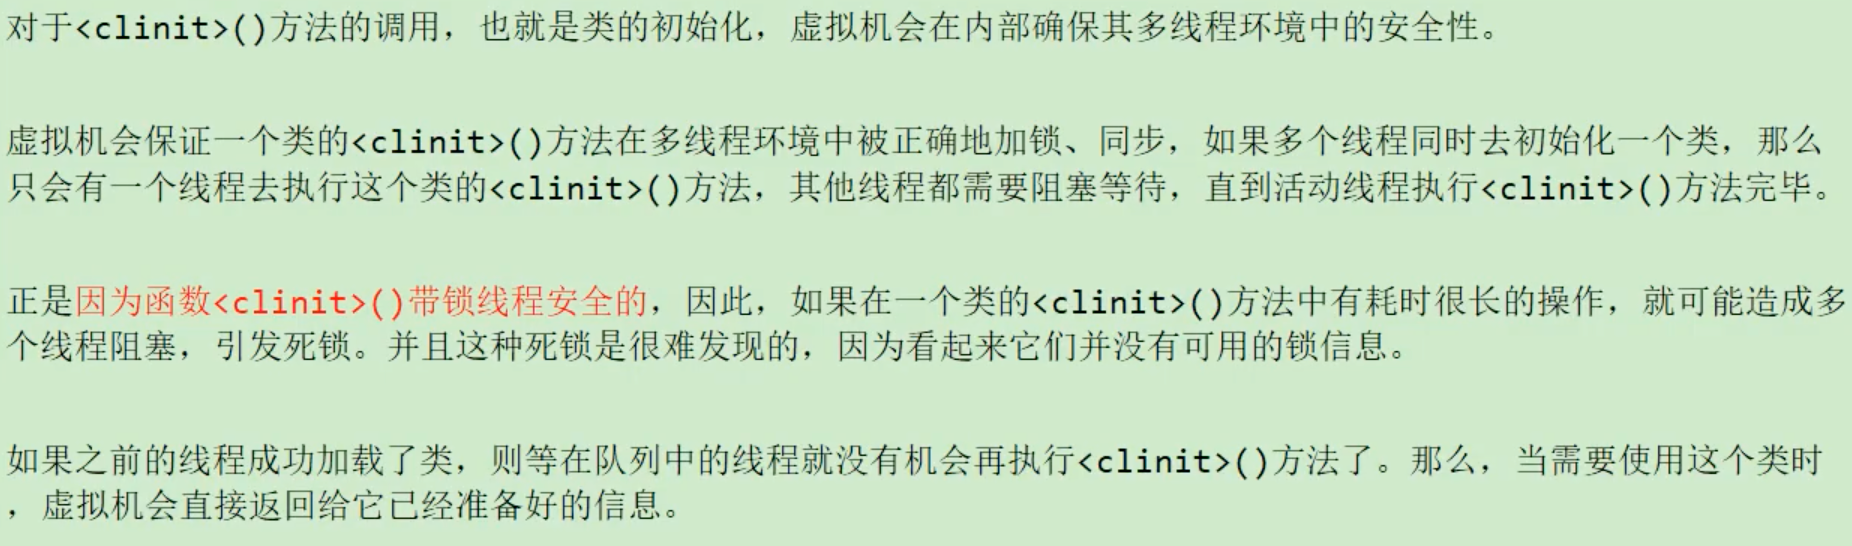 对于<clinit>()方法的调用，也就是类的初始化，虚拟机会在内部确保其多线程环境中的安全性。
虚拟机会保证一个类的<clinit>()方法在多线程环境中被正确地加锁、同步，如果多个线程同时去初始化一个类，那么
只会有一个线程去执行这个类的<clinit>()方法，其他线程都需要阻塞等待，直到活动线程执行<clinit>()方法完毕。
正是因为函数<clinit>()带锁线程安全的，因此，如果在一个类的<clinit>()方法中有耗时很长的操作，就可能造成多
个线程阻塞，引发死锁。并且这种死锁是很难发现的，因为看起来它们并没有可用的锁信息。
如果之前的线程成功加载了类，则等在队列中的线程就没有机会再执行<clinit>()方法了。那么，当需要使用这个类时
，虚拟机会直接返回给它已经准备好的信息。